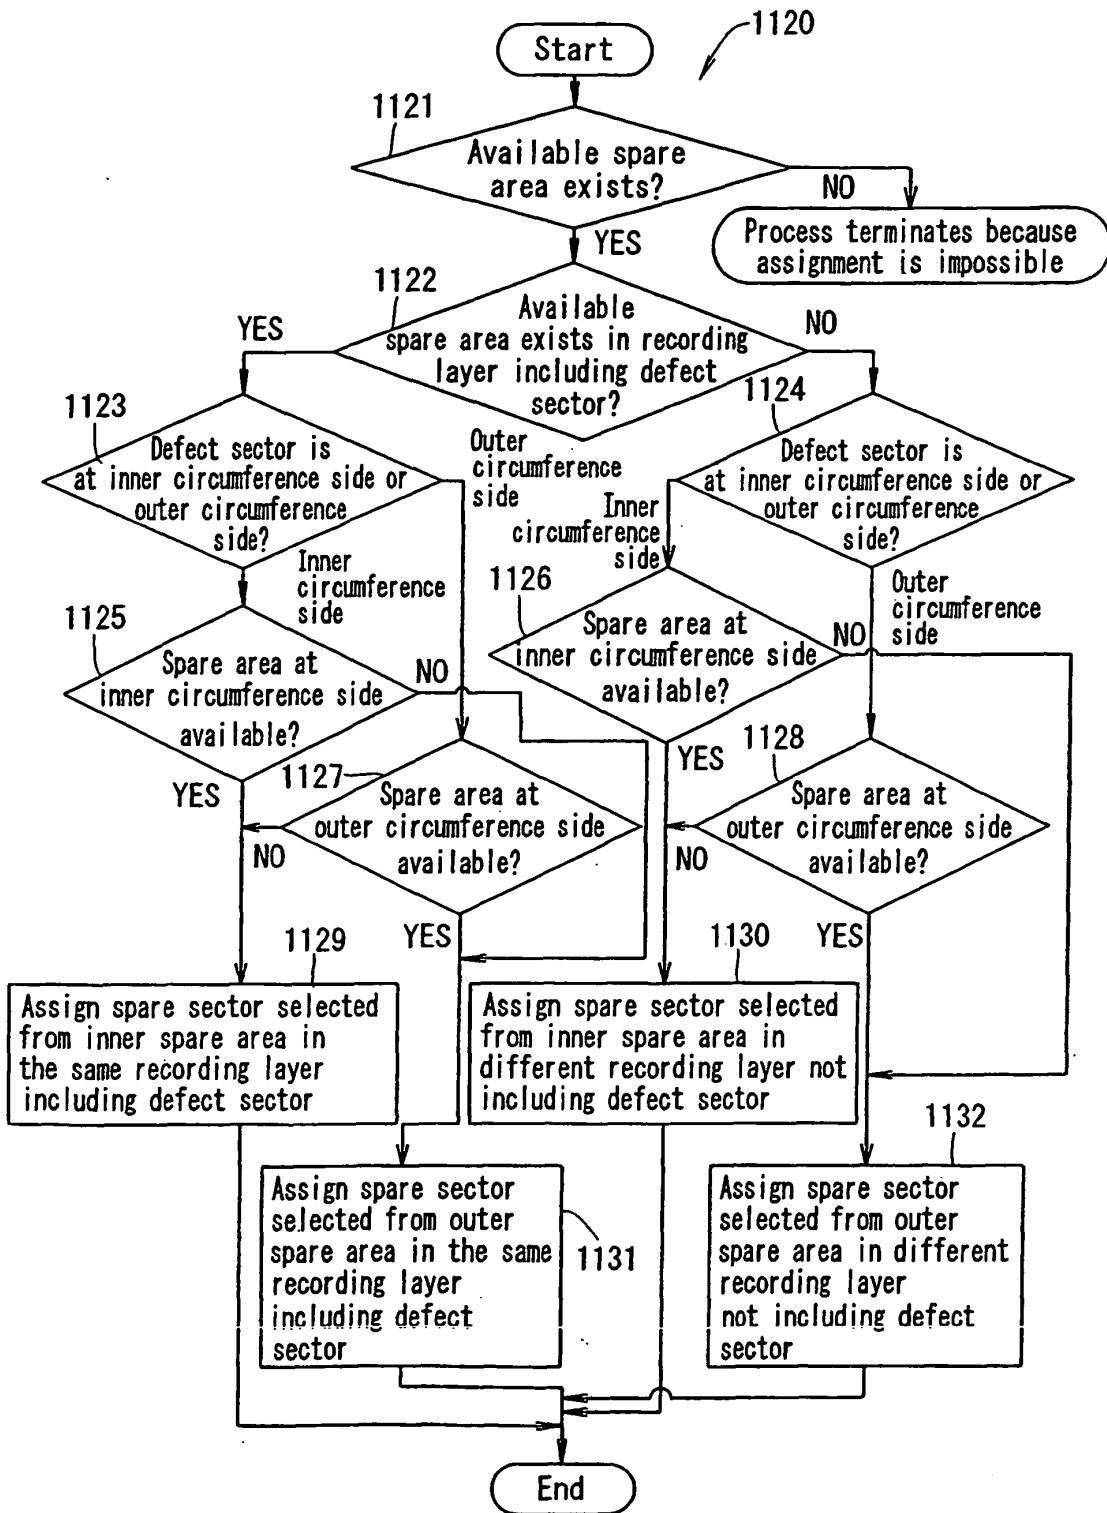 Start
1120
1121
Available spare
area exists?
NO
Process terminates because
assignment is impossible
YES
1122
Available
spare area exists in recording
layer including defect
sector?
YES
NO
1123
Defect sector is
at inner circumference side or
outer circumference
side?
Outer
circumference
side
1124
Defect sector is
at inner circumference side or
outer circumference
side?
Inner
circumference
side
Inner
circumference
side
Outer
circumference
side
1125
Spare area at
inner circumference side
available?
NO
YES
1126
Spare area at
inner circumference side
available?
NO
YES
1127
Spare area at
outer circumference side
available?
NO
YES
1128
Spare area at
outer circumference side
available?
NO
YES
1129
Assign spare sector selected
from inner spare area in
the same recording layer
including defect sector
1130
Assign spare sector selected
from inner spare area in
different recording layer not
including defect sector
1131
Assign spare sector
selected from outer
spare area in the same
recording layer
including defect
sector
1132
Assign spare sector
selected from outer
spare area in different
recording layer
not including defect
sector
End